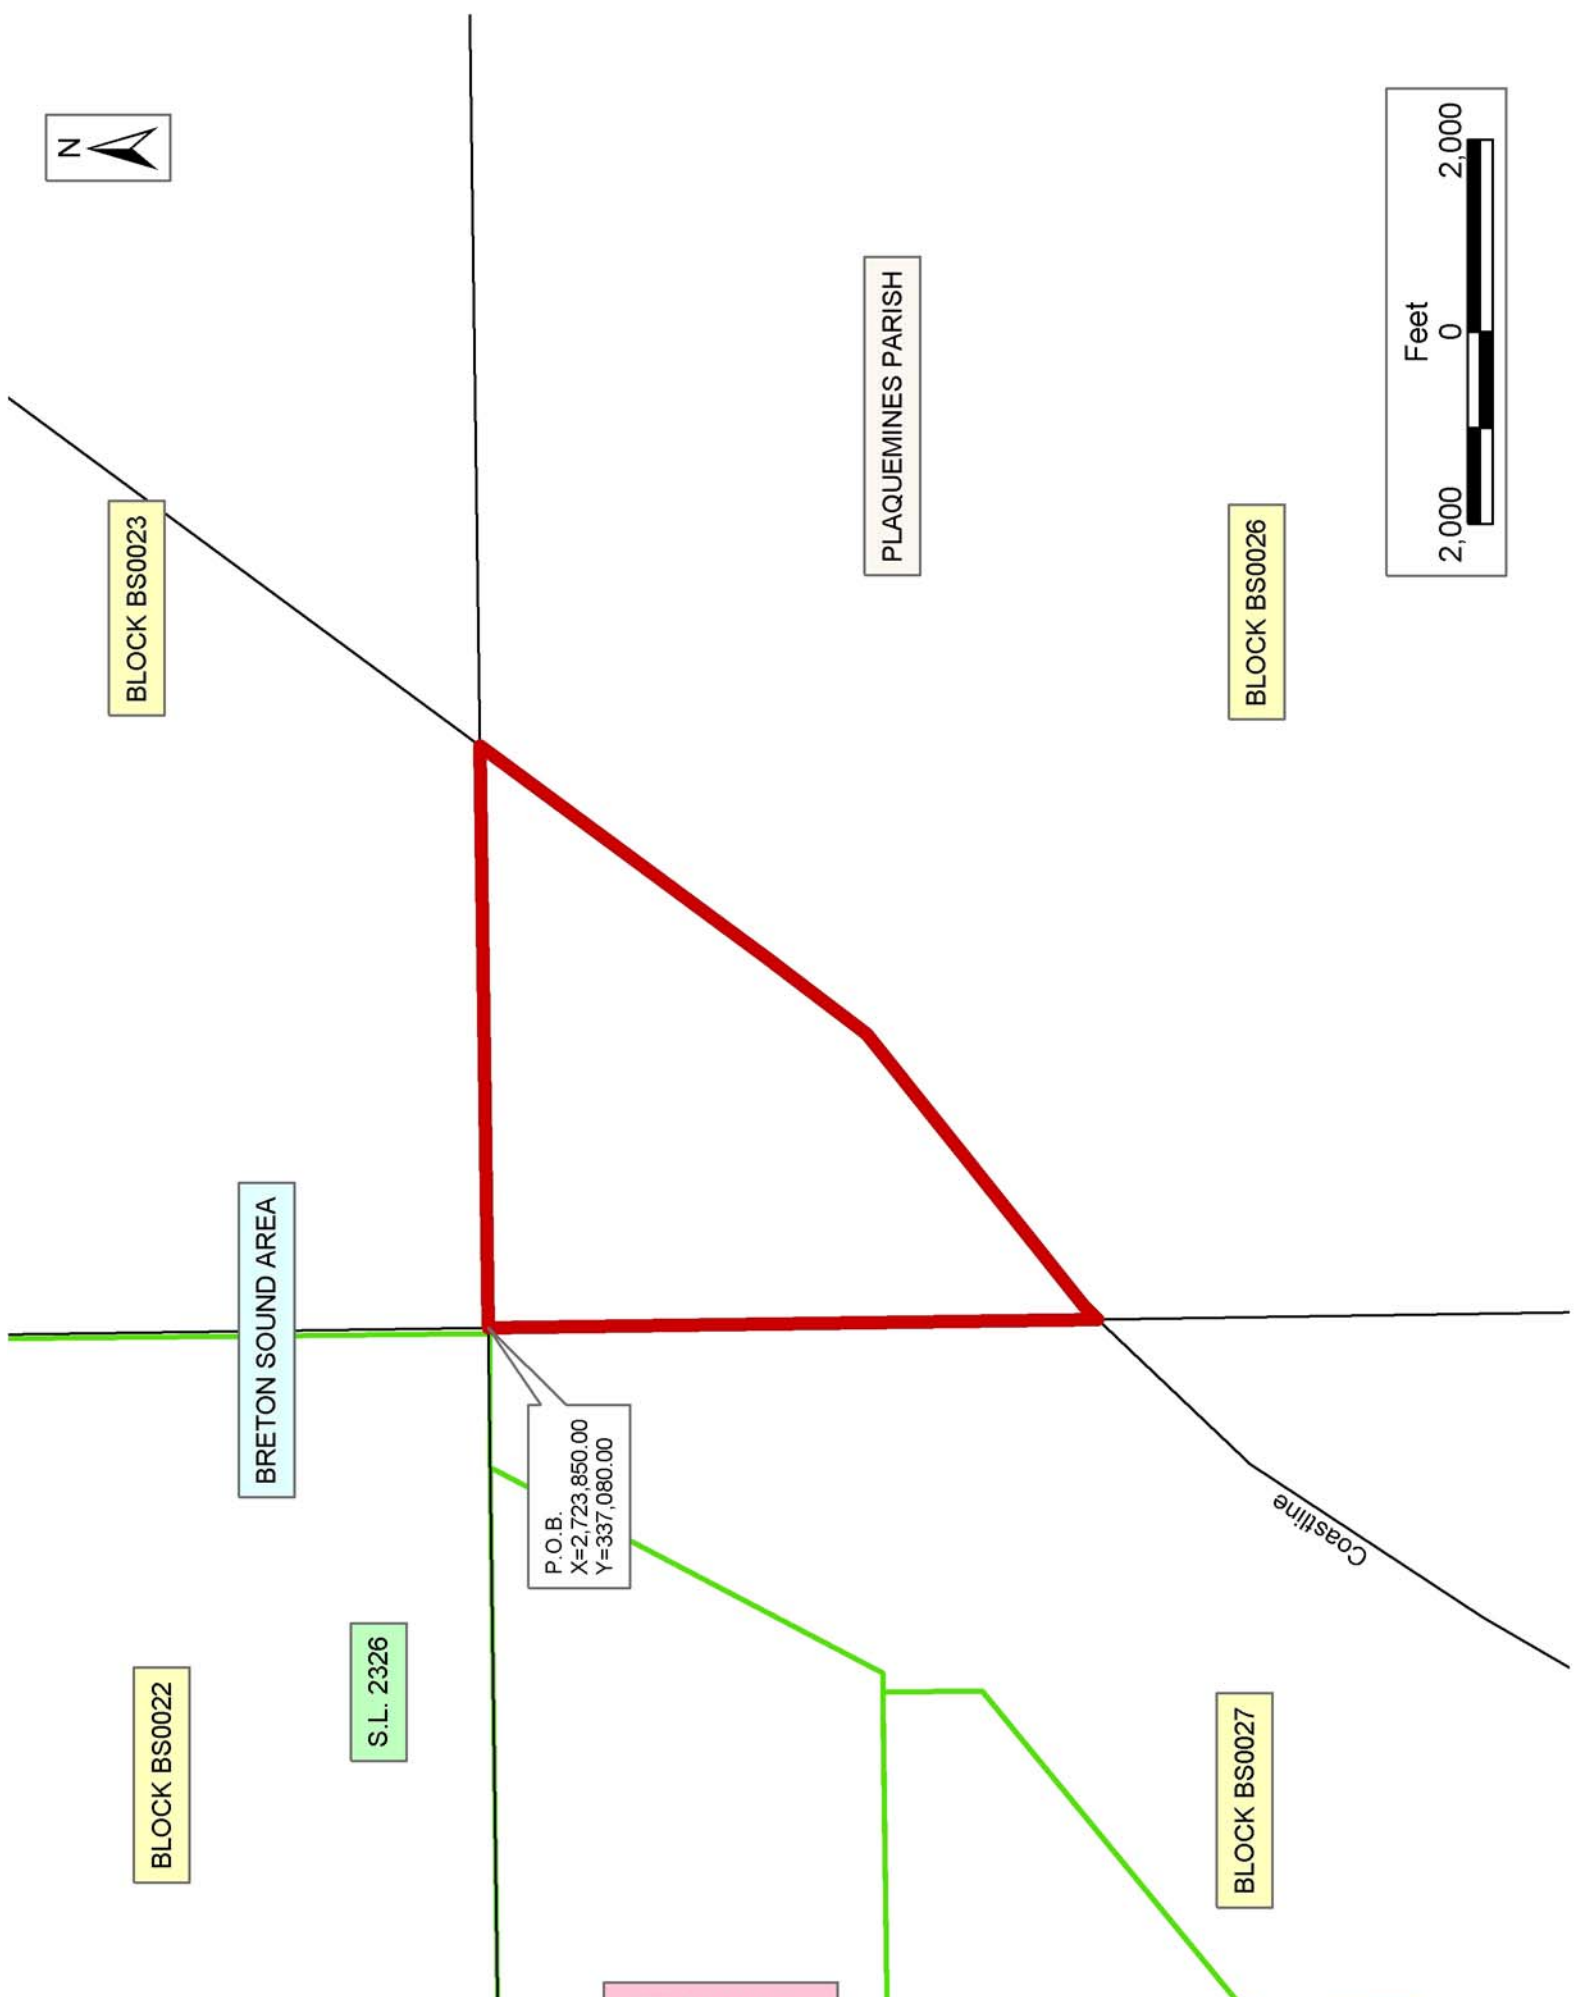 N
BLOCK BS0022
BLOCK BS0023
BRETON SOUND AREA
S.L. 2326
P.O.B.
X=2,723,850.00
Y=337,080.00
PLAQUEMINES PARISH
BLOCK BS0027
Coastline
BLOCK BS0026
Feet
2,000 0 2,000